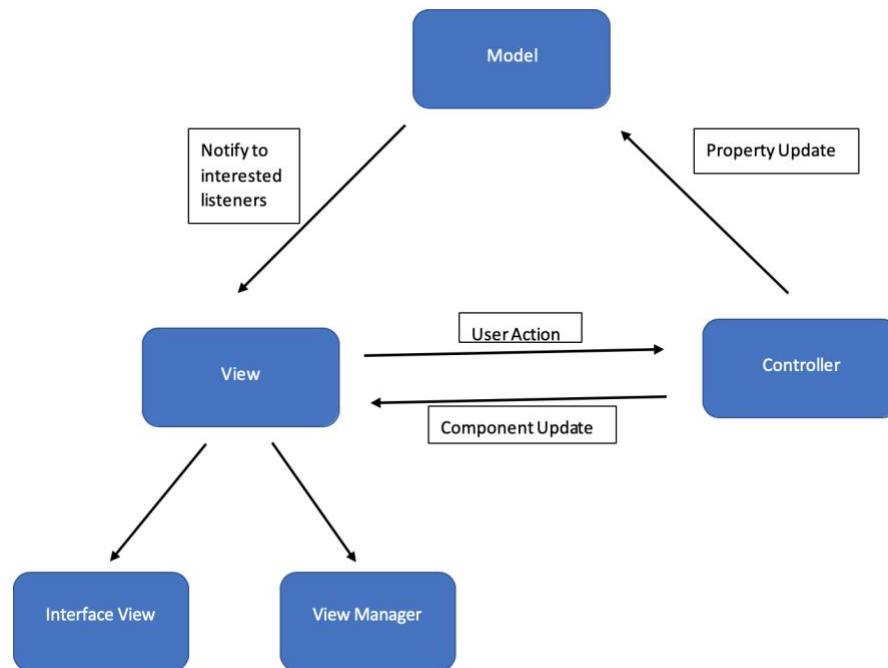 Model
Notify to
interested
listeners
Property Update
User Action
View
Controller
Component Update
Interface View
View Manager